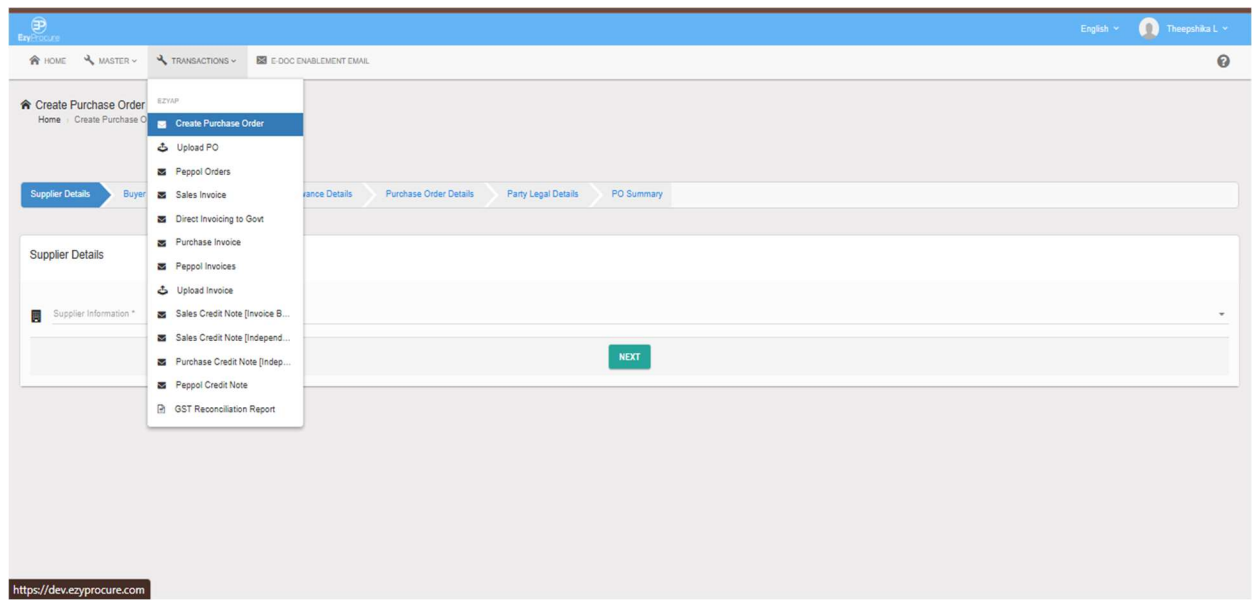 EzyProcure
English
Theepshika L
HOME
MASTER
TRANSACTIONS
E-DOC ENABLEMENT EMAIL
Create Purchase Order
Home
Create Purchase O
EZYAP
Create Purchase Order
Upload PO
Peppol Orders
Sales Invoice
Direct Invoicing to Govt
Purchase Invoice
Peppol Invoices
Upload Invoice
Sales Credit Note [Invoice B...
Sales Credit Note [Independ...
Purchase Credit Note [Indep...
Peppol Credit Note
GST Reconciliation Report
Supplier Details
Buyer
vance Details
Purchase Order Details
Party Legal Details
PO Summary
Supplier Details
Supplier Information *
NEXT
https://dev.ezyprocure.com